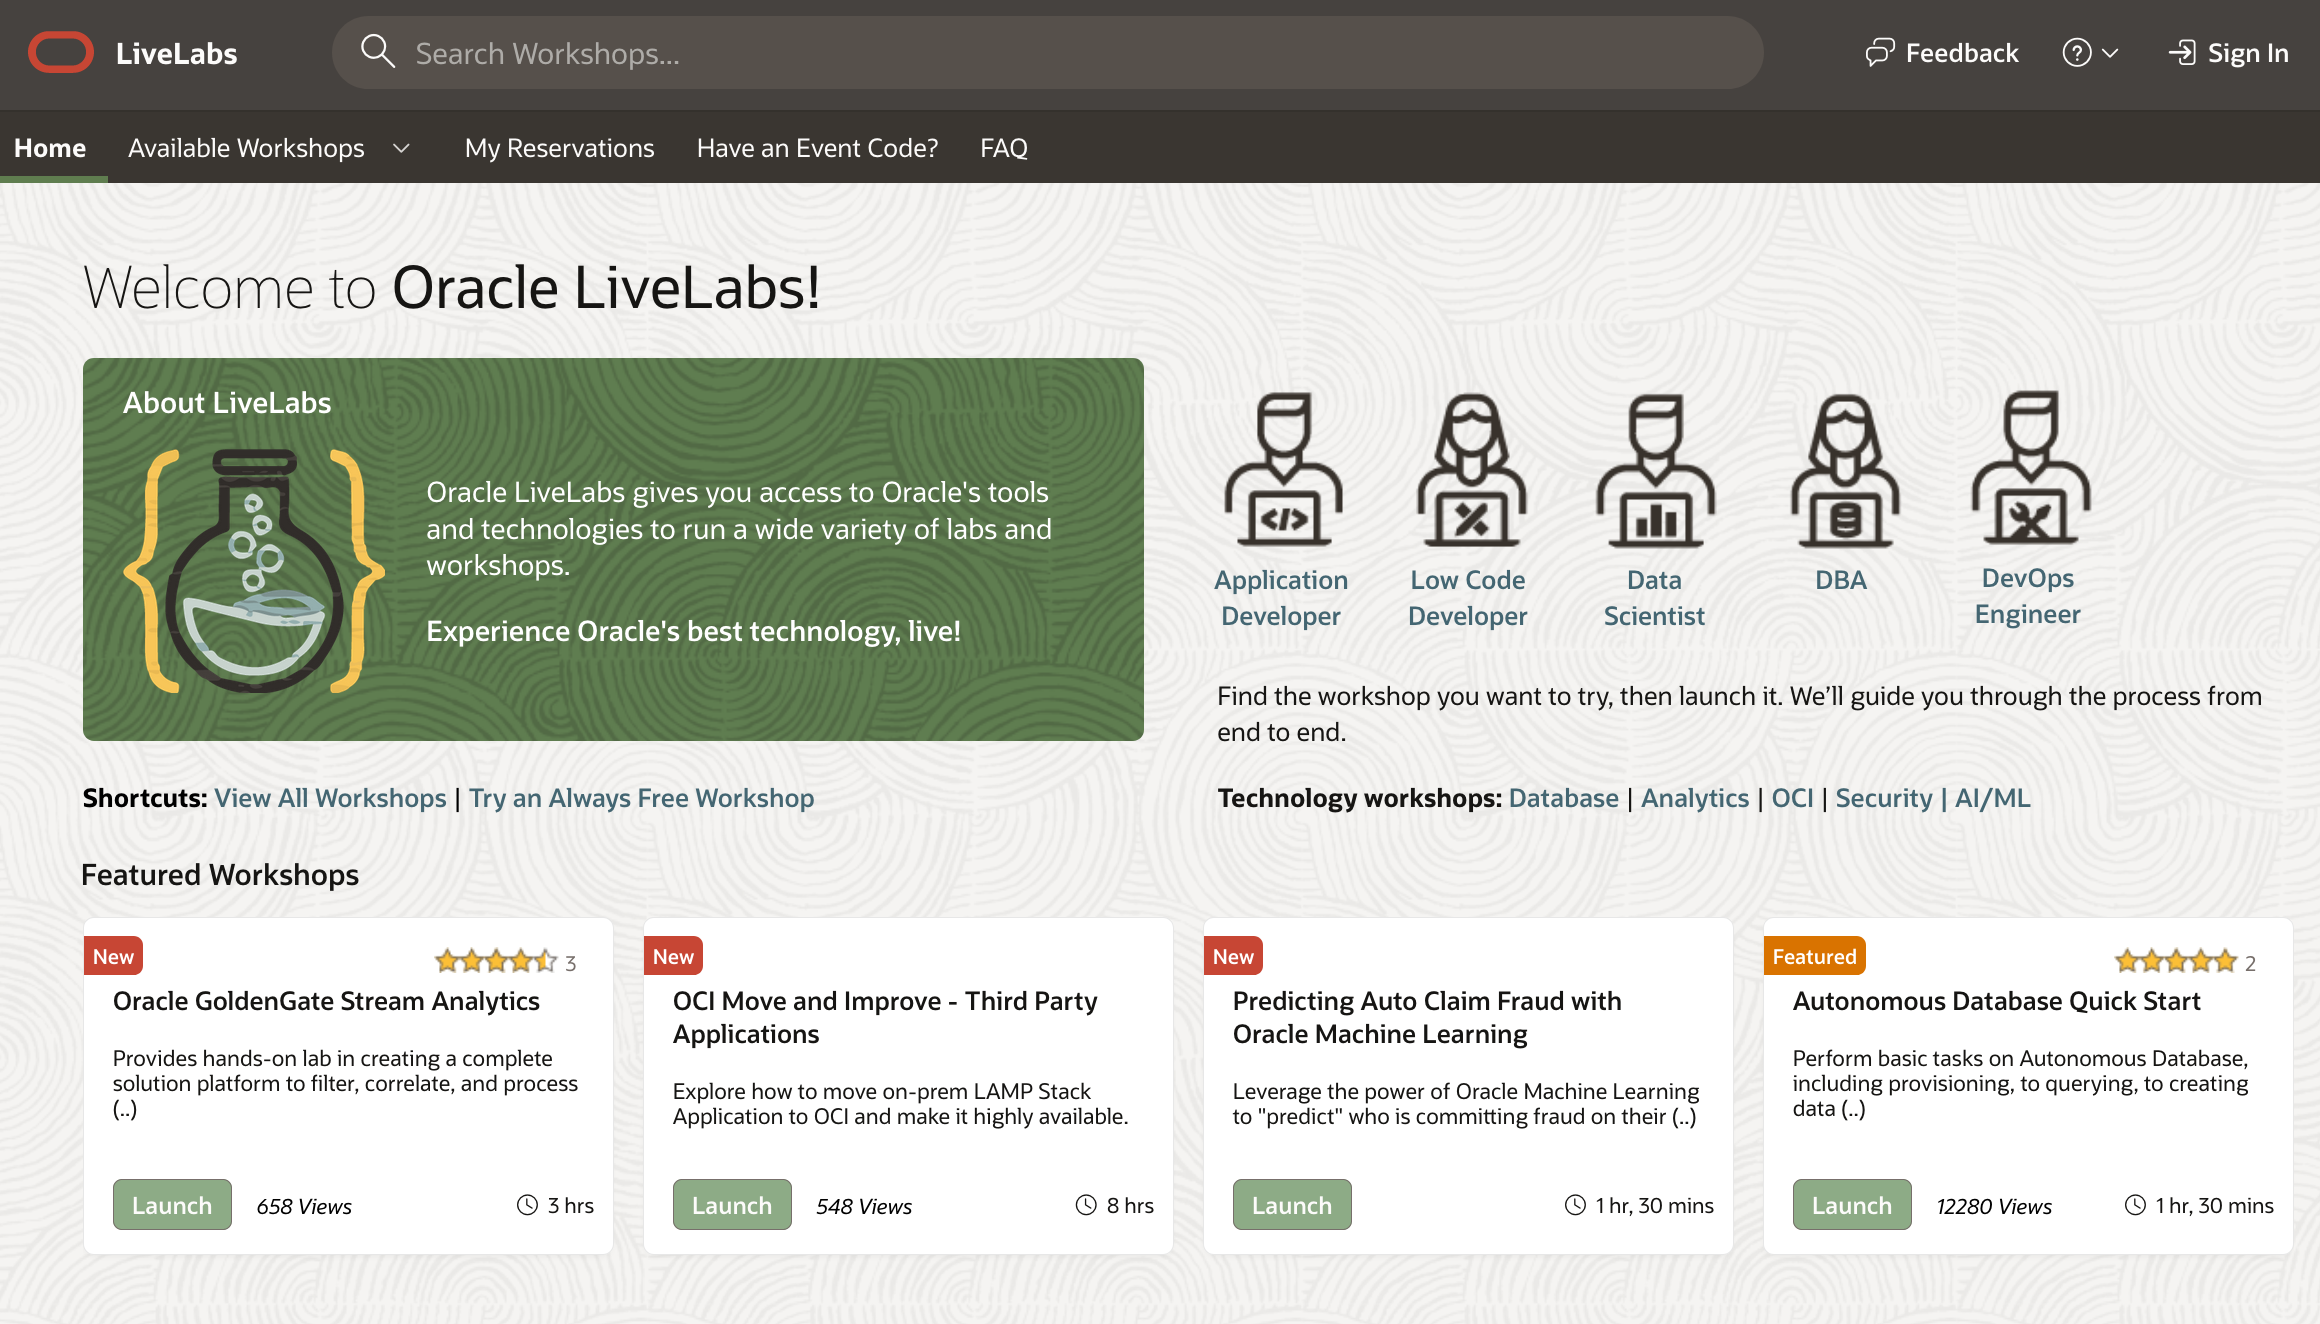 LiveLabs
Search Workshops...
Feedback
?
Sign In
Home
Available Workshops
My Reservations
Have an Event Code?
FAQ
Welcome to Oracle LiveLabs!
About LiveLabs
Oracle LiveLabs gives you access to Oracle's tools
and technologies to run a wide variety of labs and
workshops.
Experience Oracle's best technology, live!
</>
Application
Developer
Low Code
Developer
Data
Scientist
DBA
DevOps
Engineer
Find the workshop you want to try, then launch it. We’ll guide you through the process from
end to end.
Shortcuts: View All Workshops | Try an Always Free Workshop
Technology workshops: Database | Analytics | OCI | Security | AI/ML
Featured Workshops
New
3
Oracle GoldenGate Stream Analytics
Provides hands-on lab in creating a complete
solution platform to filter, correlate, and process
(..)
Launch
658 Views
3 hrs
New
OCI Move and Improve - Third Party
Applications
Explore how to move on-prem LAMP Stack
Application to OCI and make it highly available.
Launch
548 Views
8 hrs
New
Predicting Auto Claim Fraud with
Oracle Machine Learning
Leverage the power of Oracle Machine Learning
to "predict" who is committing fraud on their (..)
Launch
1 hr, 30 mins
Featured
2
Autonomous Database Quick Start
Perform basic tasks on Autonomous Database,
including provisioning, to querying, to creating
data (..)
Launch
12280 Views
1 hr, 30 mins